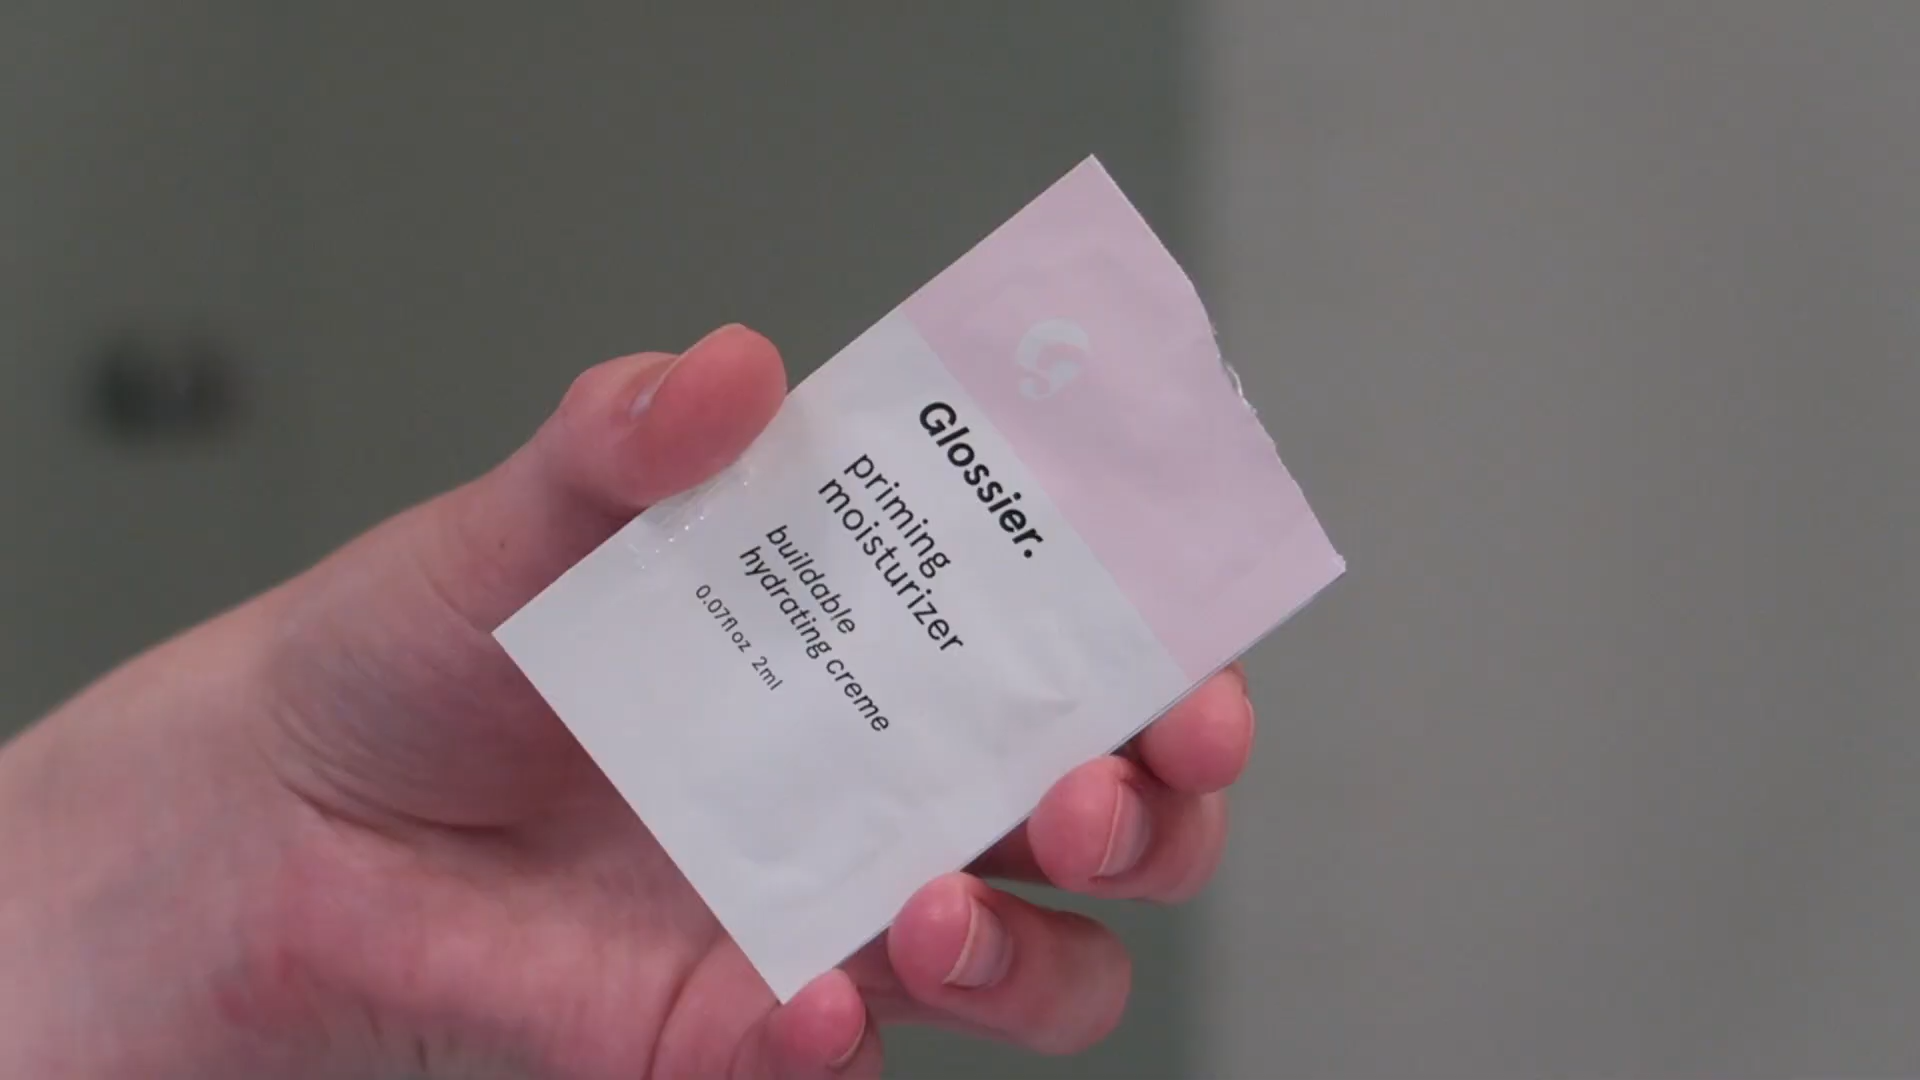 Glossier.
priming
moisturizer
buildable
hydrating creme
0.07fl oz 2ml